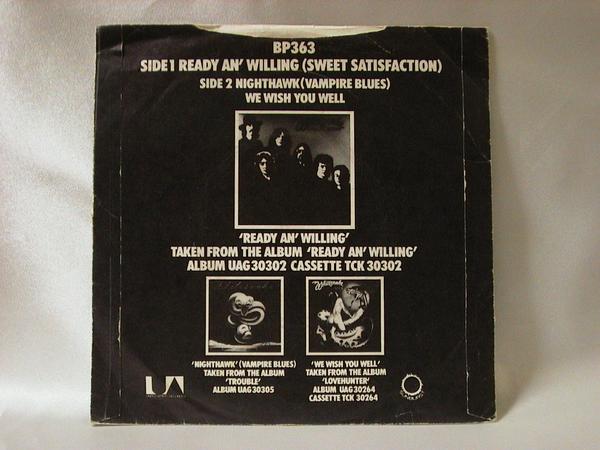 BP363
SIDE 1 READY AN' WILLING (SWEET SATISFACTION)
SIDE 2 NIGHTHAWK (VAMPIRE BLUES)
WE WISH YOU WELL
'READY AN' WILLING'
TAKEN FROM THE ALBUM 'READY AN' WILLING'
ALBUM UAG 30302 CASSETTE TCK 30302
Whitesnake
Whitesnake
'NIGHTHAWK' (VAMPIRE BLUES)
TAKEN FROM THE ALBUM
'TROUBLE'
ALBUM UAG 30305
'WE WISH YOU WELL'
TAKEN FROM THE ALBUM
'LOVEHUNTER'
ALBUM UAG 30264
CASSETTE TCK 30264
UA